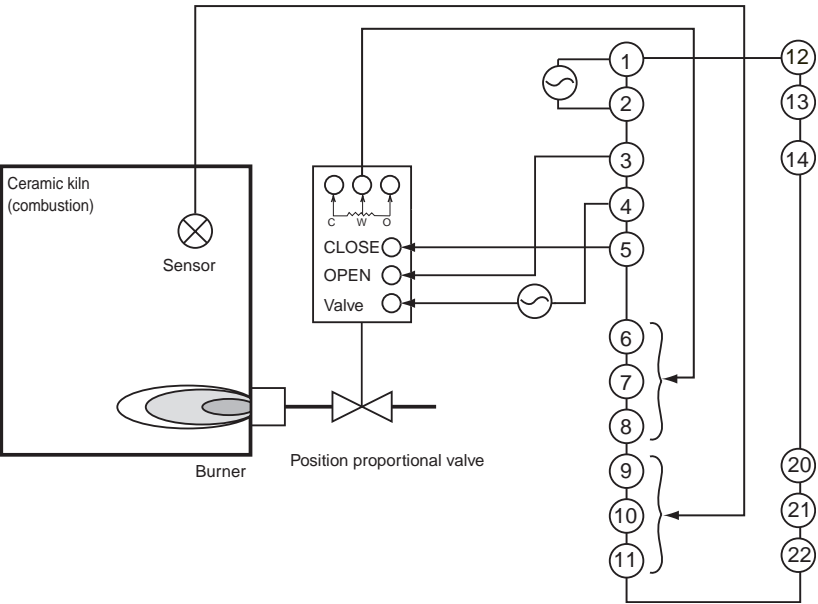 Ceramic kiln
(combustion)
Sensor
Burner
C W O
CLOSE
OPEN
Valve
Position proportional valve
1
2
3
4
5
6
7
8
9
10
11
12
13
14
20
21
22